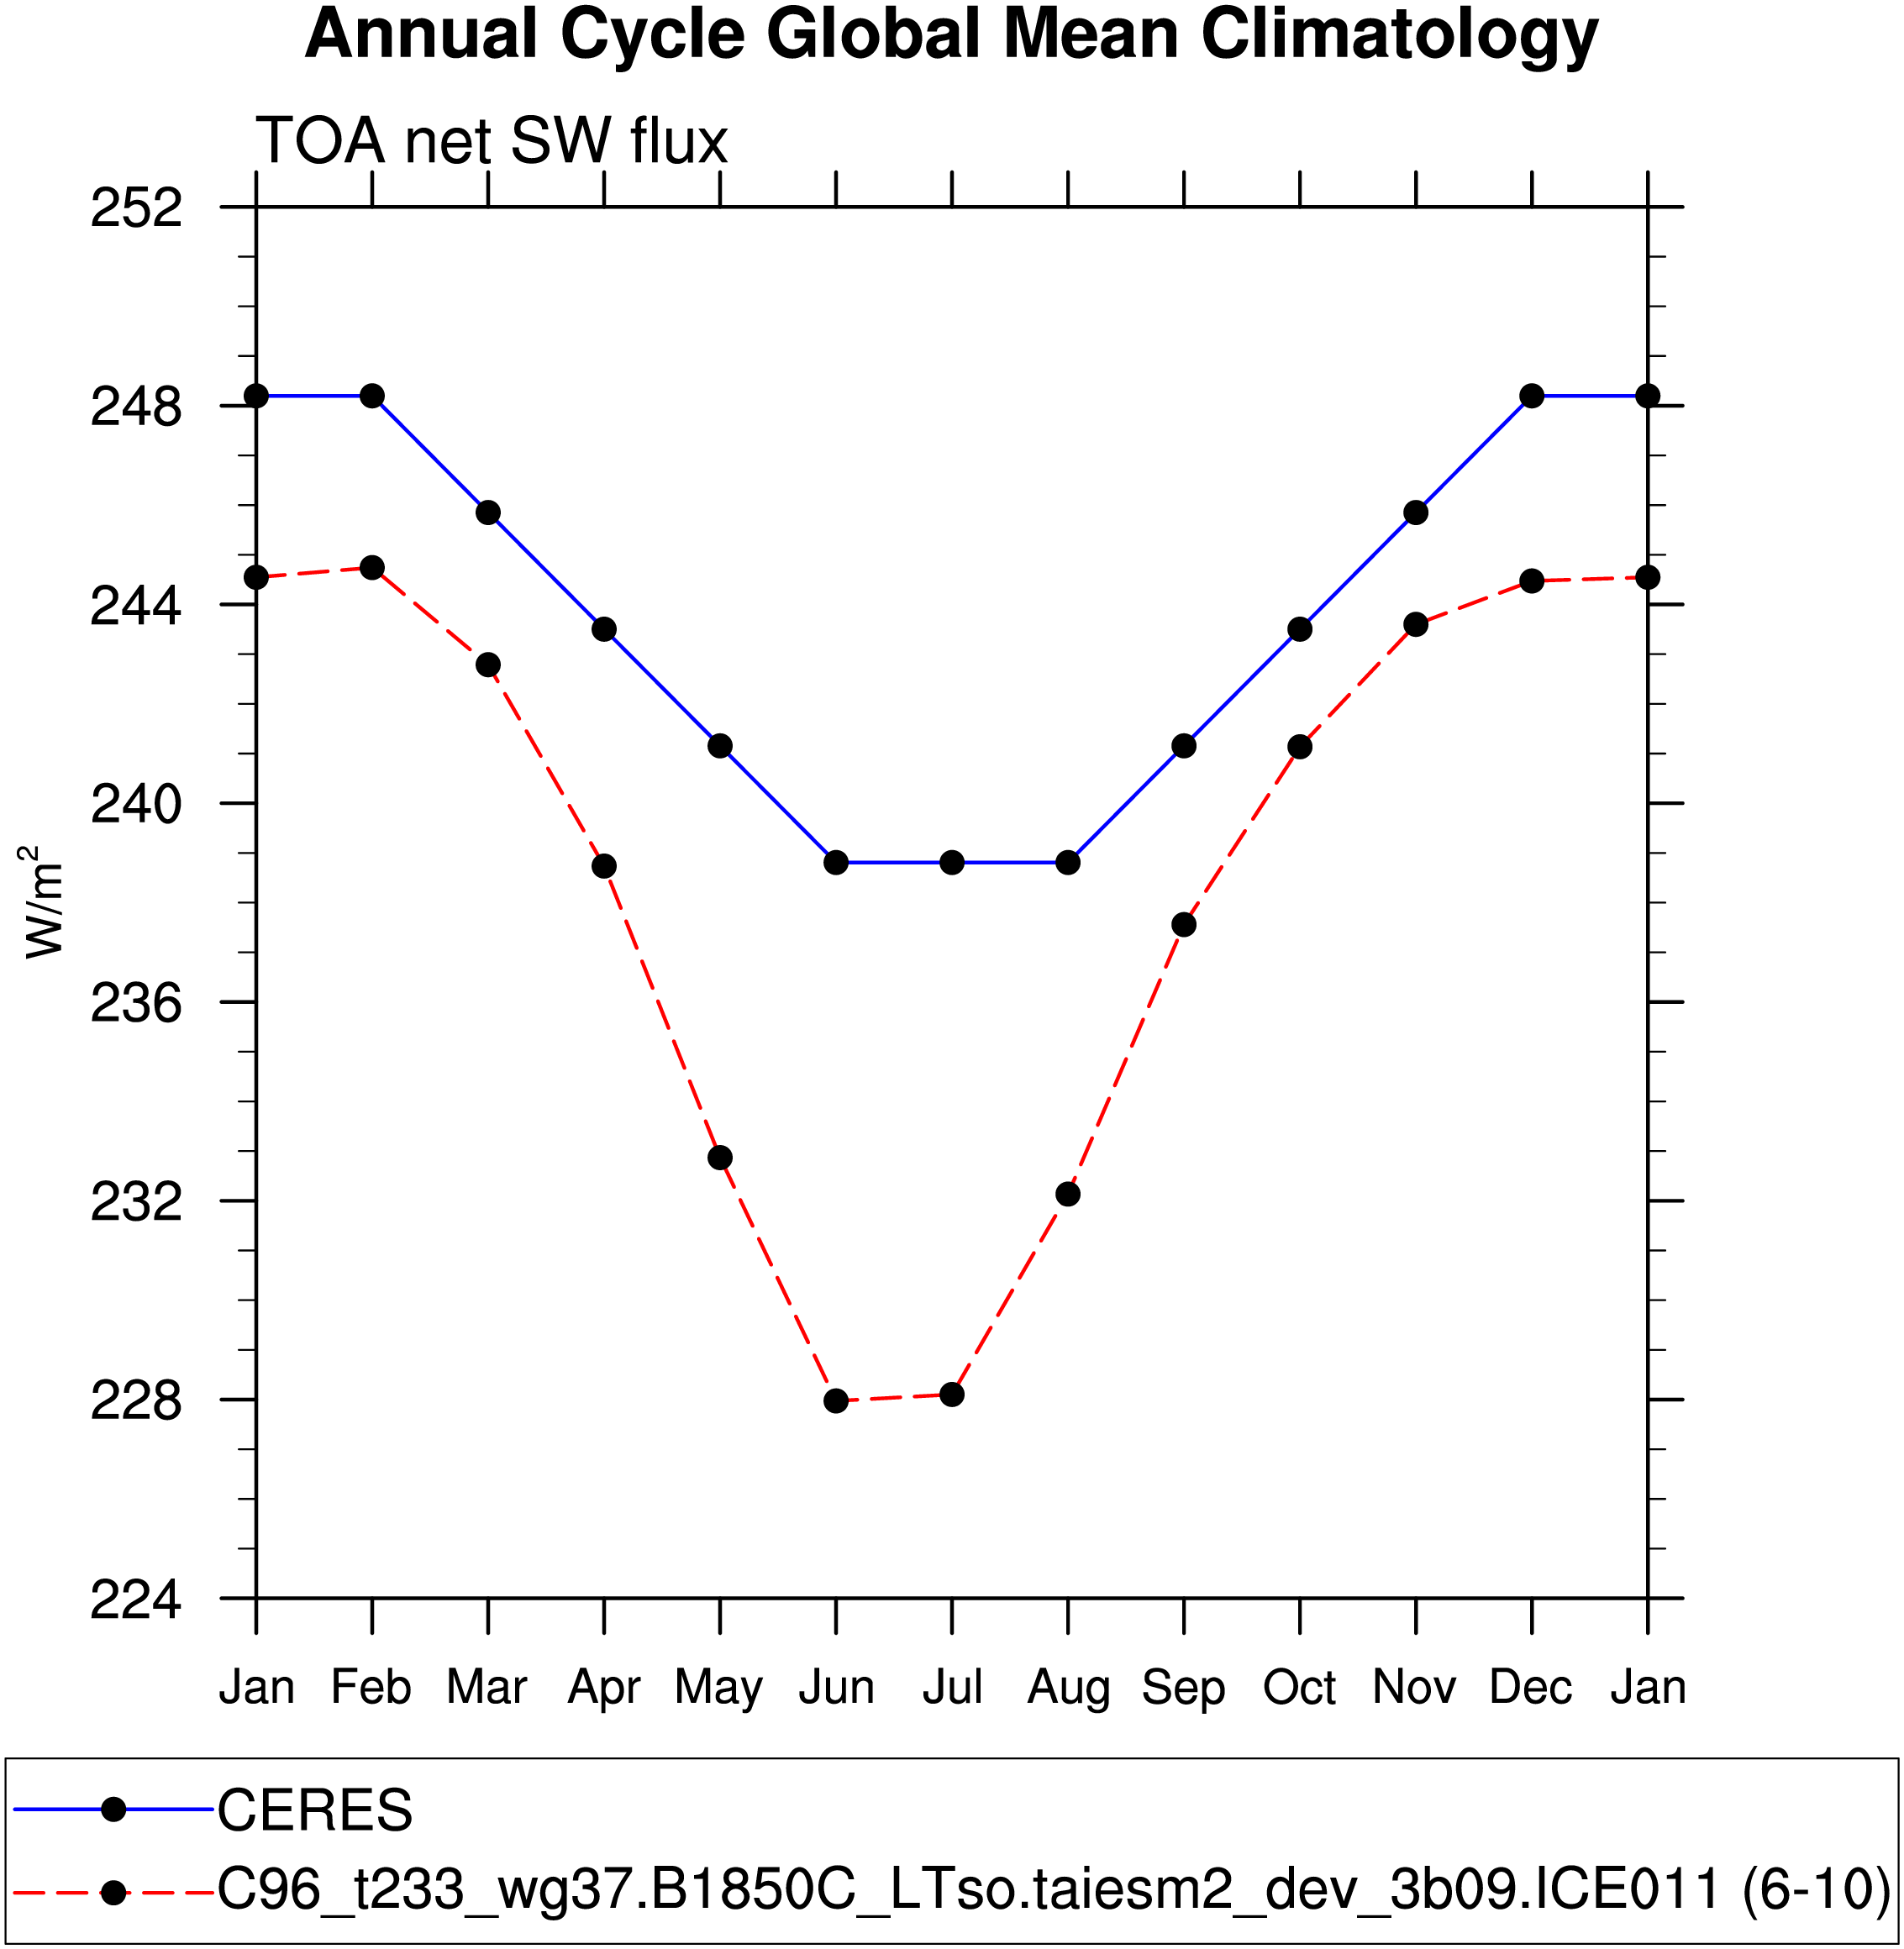 Annual Cycle Global Mean Climatology
TOA net SW flux
252
248
244
240
236
232
228
224
W/m²
Jan Feb Mar Apr May Jun Jul Aug Sep Oct Nov Dec Jan
CERES
C96_t233_wg37.B1850C_LTso.taiesm2_dev_3b09.ICE011 (6-10)